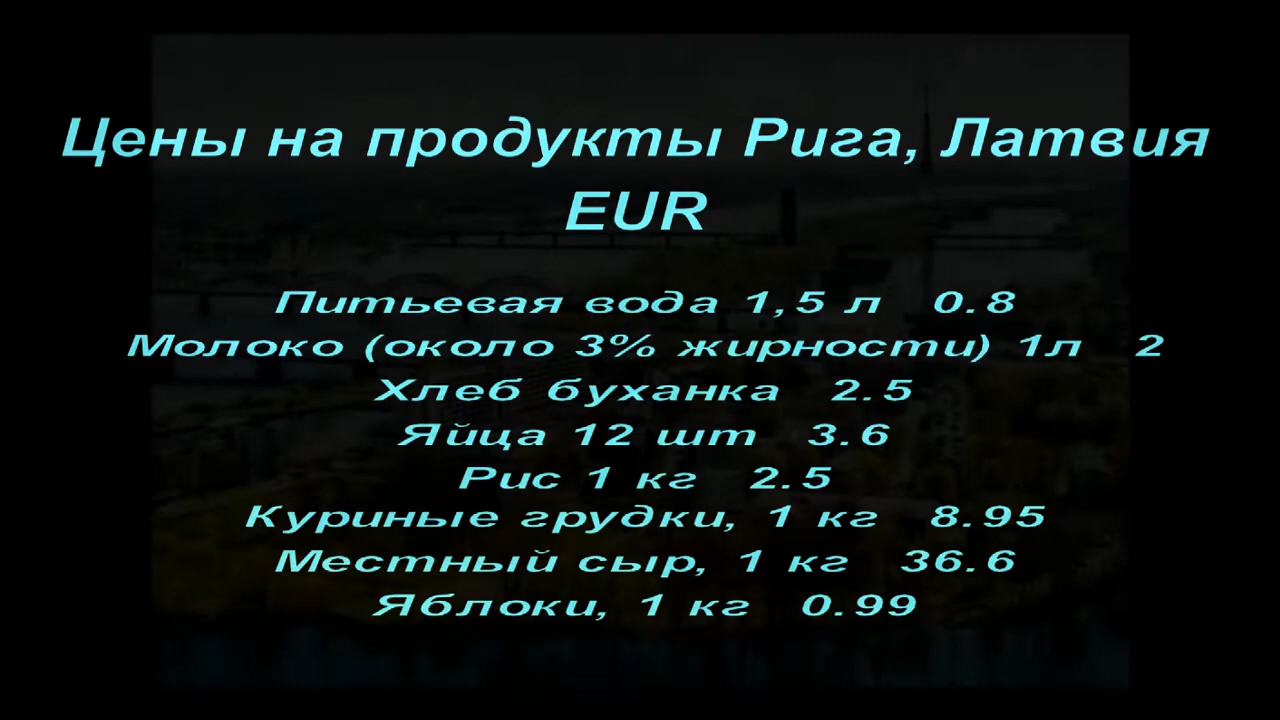 Цены на продукты Рига, Латвия
EUR
Питьевая вода 1,5 л 0.8
Молоко (около 3% жирности) 1л 2
Хлеб буханка 2.5
Яйца 12 шт 3.6
Рис 1 кг 2.5
Куриные грудки, 1 кг 8.95
Местный сыр, 1 кг 36.6
Яблоки, 1 кг 0.99